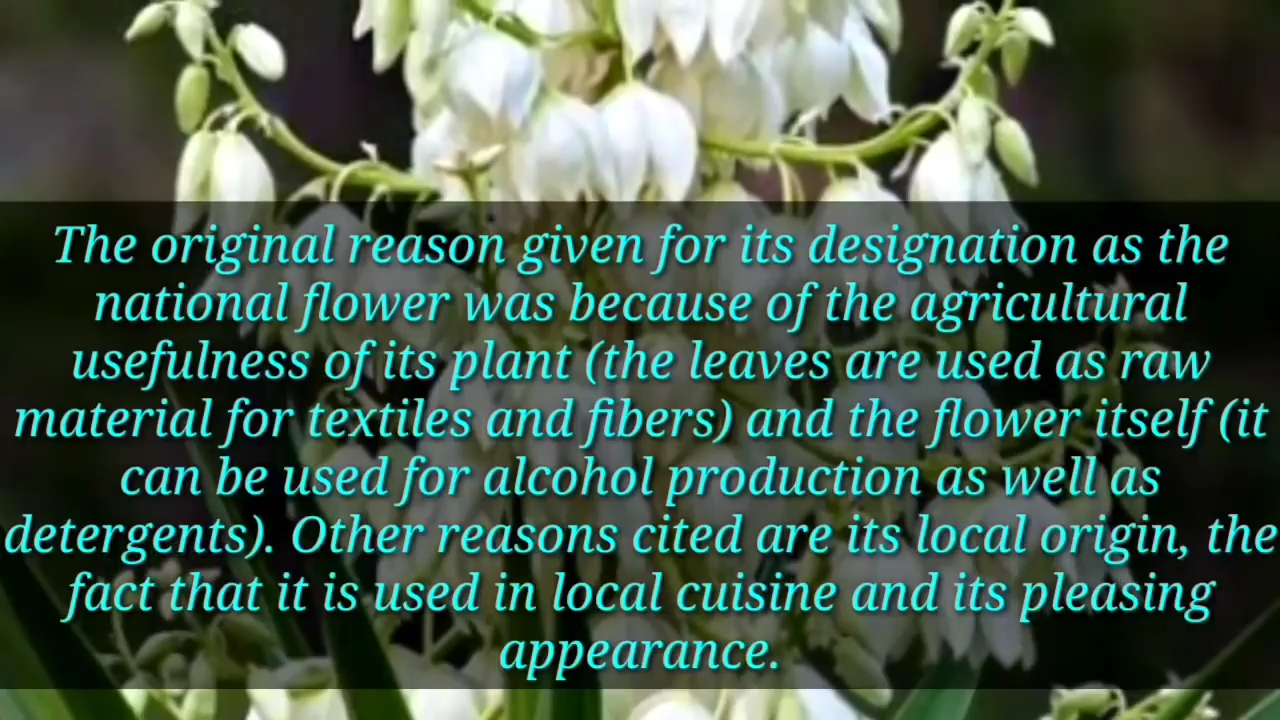 The original reason given for its designation as the
national flower was because of the agricultural
usefulness of its plant (the leaves are used as raw
material for textiles and fibers) and the flower itself (it
can be used for alcohol production as well as
detergents). Other reasons cited are its local origin, the
fact that it is used in local cuisine and its pleasing
appearance.